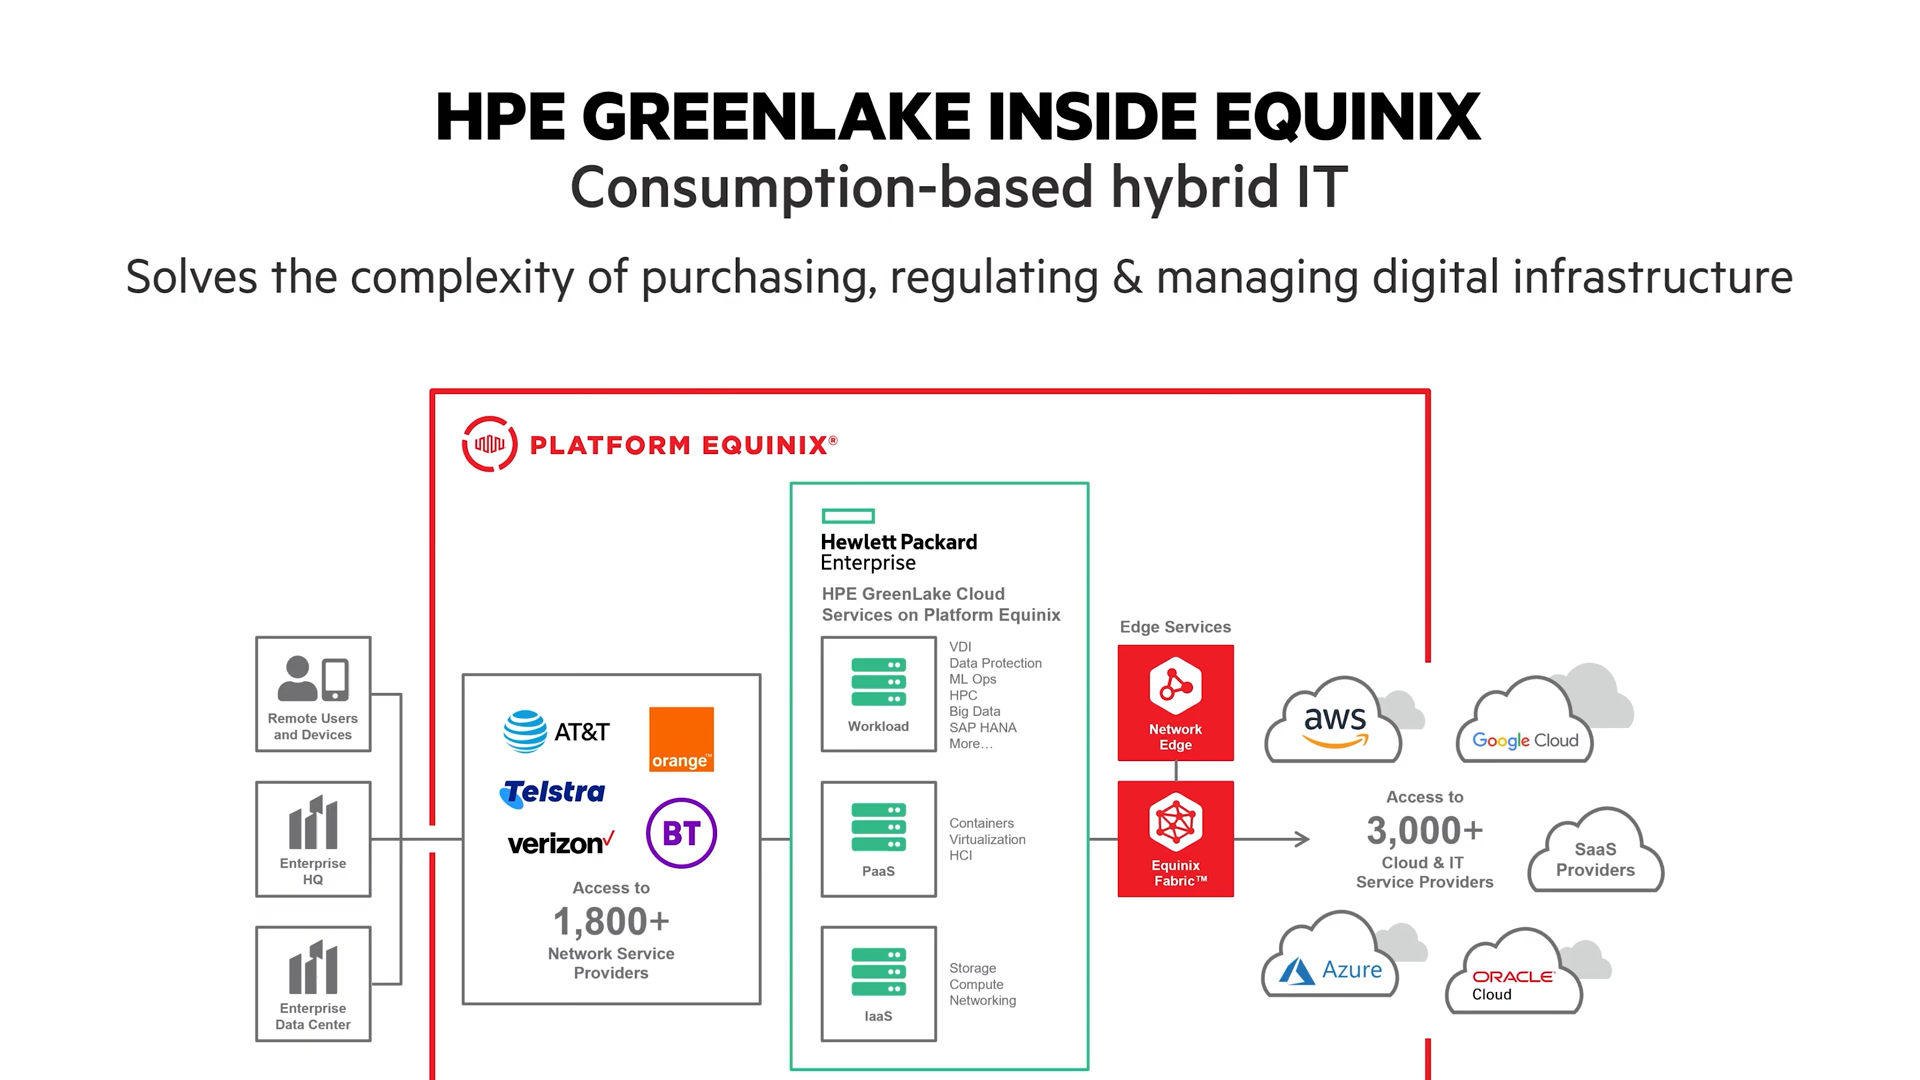 HPE GREENLAKE INSIDE EQUINIX
Consumption-based hybrid IT
Solves the complexity of purchasing, regulating & managing digital infrastructure
PLATFORM EQUINIX®
Hewlett Packard
Enterprise
HPE GreenLake Cloud
Services on Platform Equinix
Remote Users
and Devices
Enterprise
HQ
Enterprise
Data Center
AT&T
orange™
Telstra
verizon✓
BT
Access to
1,800+
Network Service
Providers
Workload
VDI
Data Protection
ML Ops
HPC
Big Data
SAP HANA
More…
PaaS
Containers
Virtualization
HCI
IaaS
Storage
Compute
Networking
Edge Services
Network
Edge
Equinix
Fabric™
aws
Google Cloud
Access to
3,000+
Cloud & IT
Service Providers
SaaS
Providers
Azure
ORACLE®
Cloud